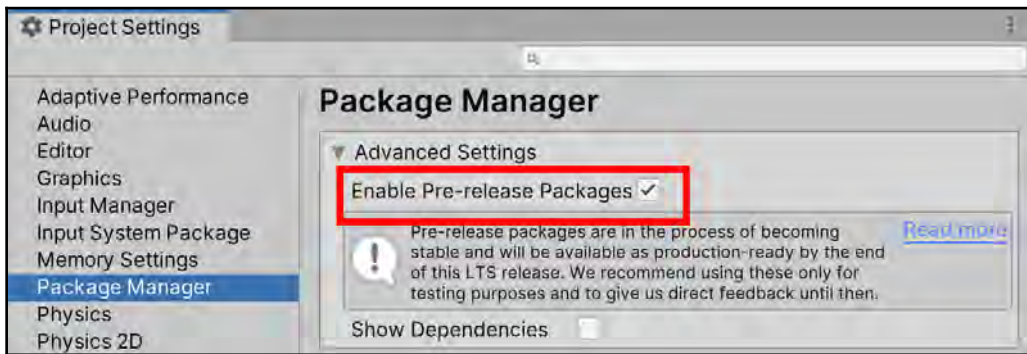 Project Settings
Adaptive Performance
Audio
Editor
Graphics
Input Manager
Input System Package
Memory Settings
Package Manager
Physics
Physics 2D
Package Manager
Advanced Settings
Enable Pre-release Packages
Pre-release packages are in the process of becoming
stable and will be available as production-ready by the end
of this LTS release. We recommend using these only for
testing purposes and to give us direct feedback until then.
Read more
Show Dependencies